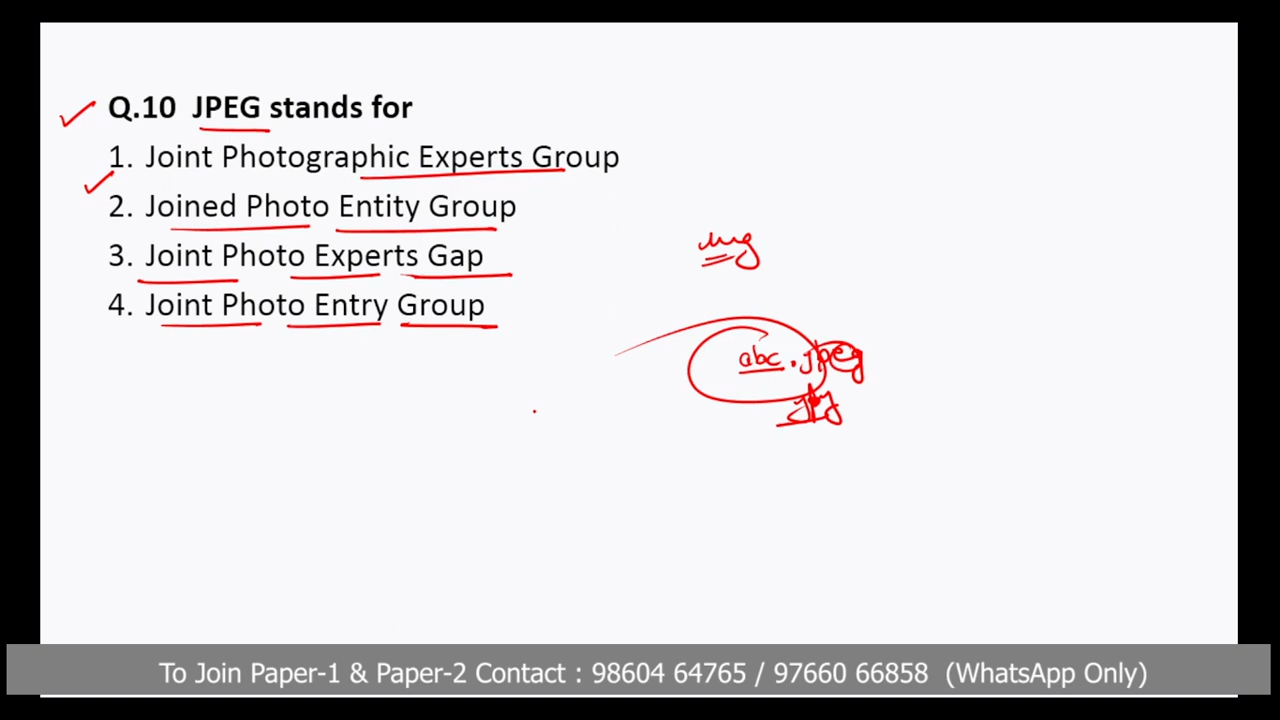 Q.10 JPEG stands for
1. Joint Photographic Experts Group
2. Joined Photo Entity Group
3. Joint Photo Experts Gap
4. Joint Photo Entry Group
abc.jpeg
jpg
To Join Paper-1 & Paper-2 Contact : 98604 64765 / 97660 66858 (WhatsApp Only)